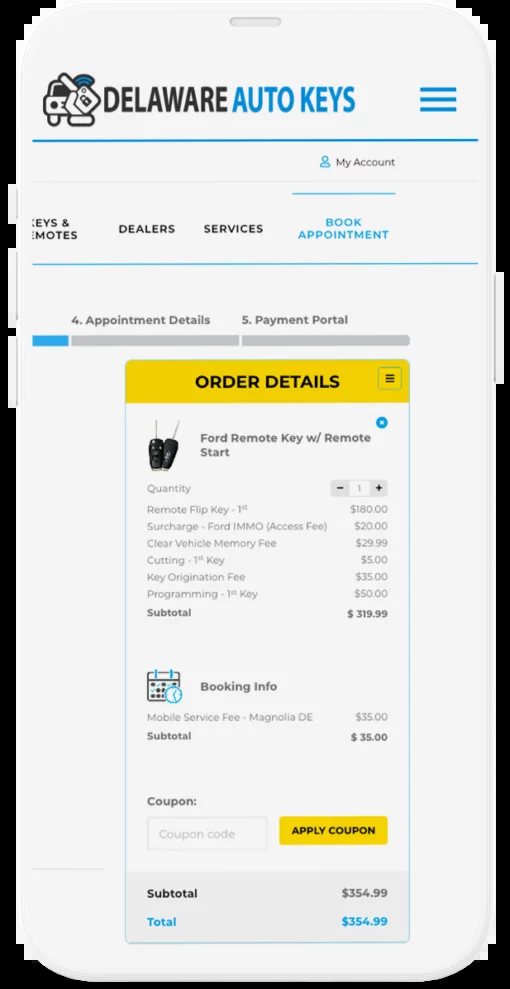 DELAWARE AUTO KEYS
My Account
KEYS &
EMOTES
DEALERS
SERVICES
BOOK
APPOINTMENT
4. Appointment Details
5. Payment Portal
ORDER DETAILS
Ford Remote Key w/ Remote
Start
Quantity - 1 +
Remote Flip Key - 1st $180.00
Surcharge - Ford IMMO (Access Fee) $20.00
Clear Vehicle Memory Fee $29.99
Cutting - 1st Key $5.00
Key Origination Fee $35.00
Programming - 1st Key $50.00
Subtotal $ 319.99
Booking Info
Mobile Service Fee - Magnolia DE $35.00
Subtotal $ 35.00
Coupon:
Coupon code
APPLY COUPON
Subtotal $354.99
Total $354.99